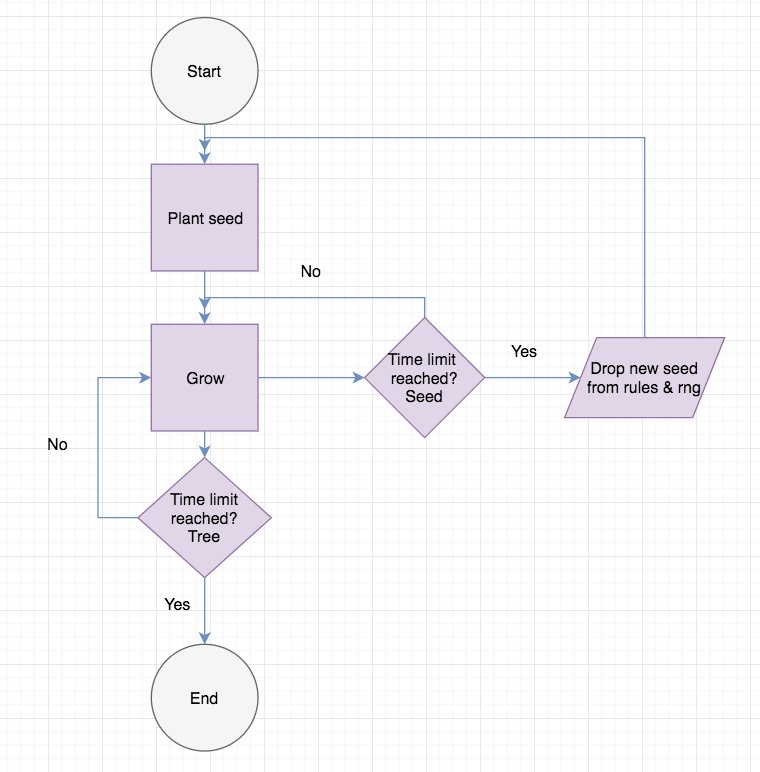 Start
Plant seed
No
Grow
Time limit
reached?
Seed
Yes
Drop new seed
from rules & rng
No
Time limit
reached?
Tree
Yes
End